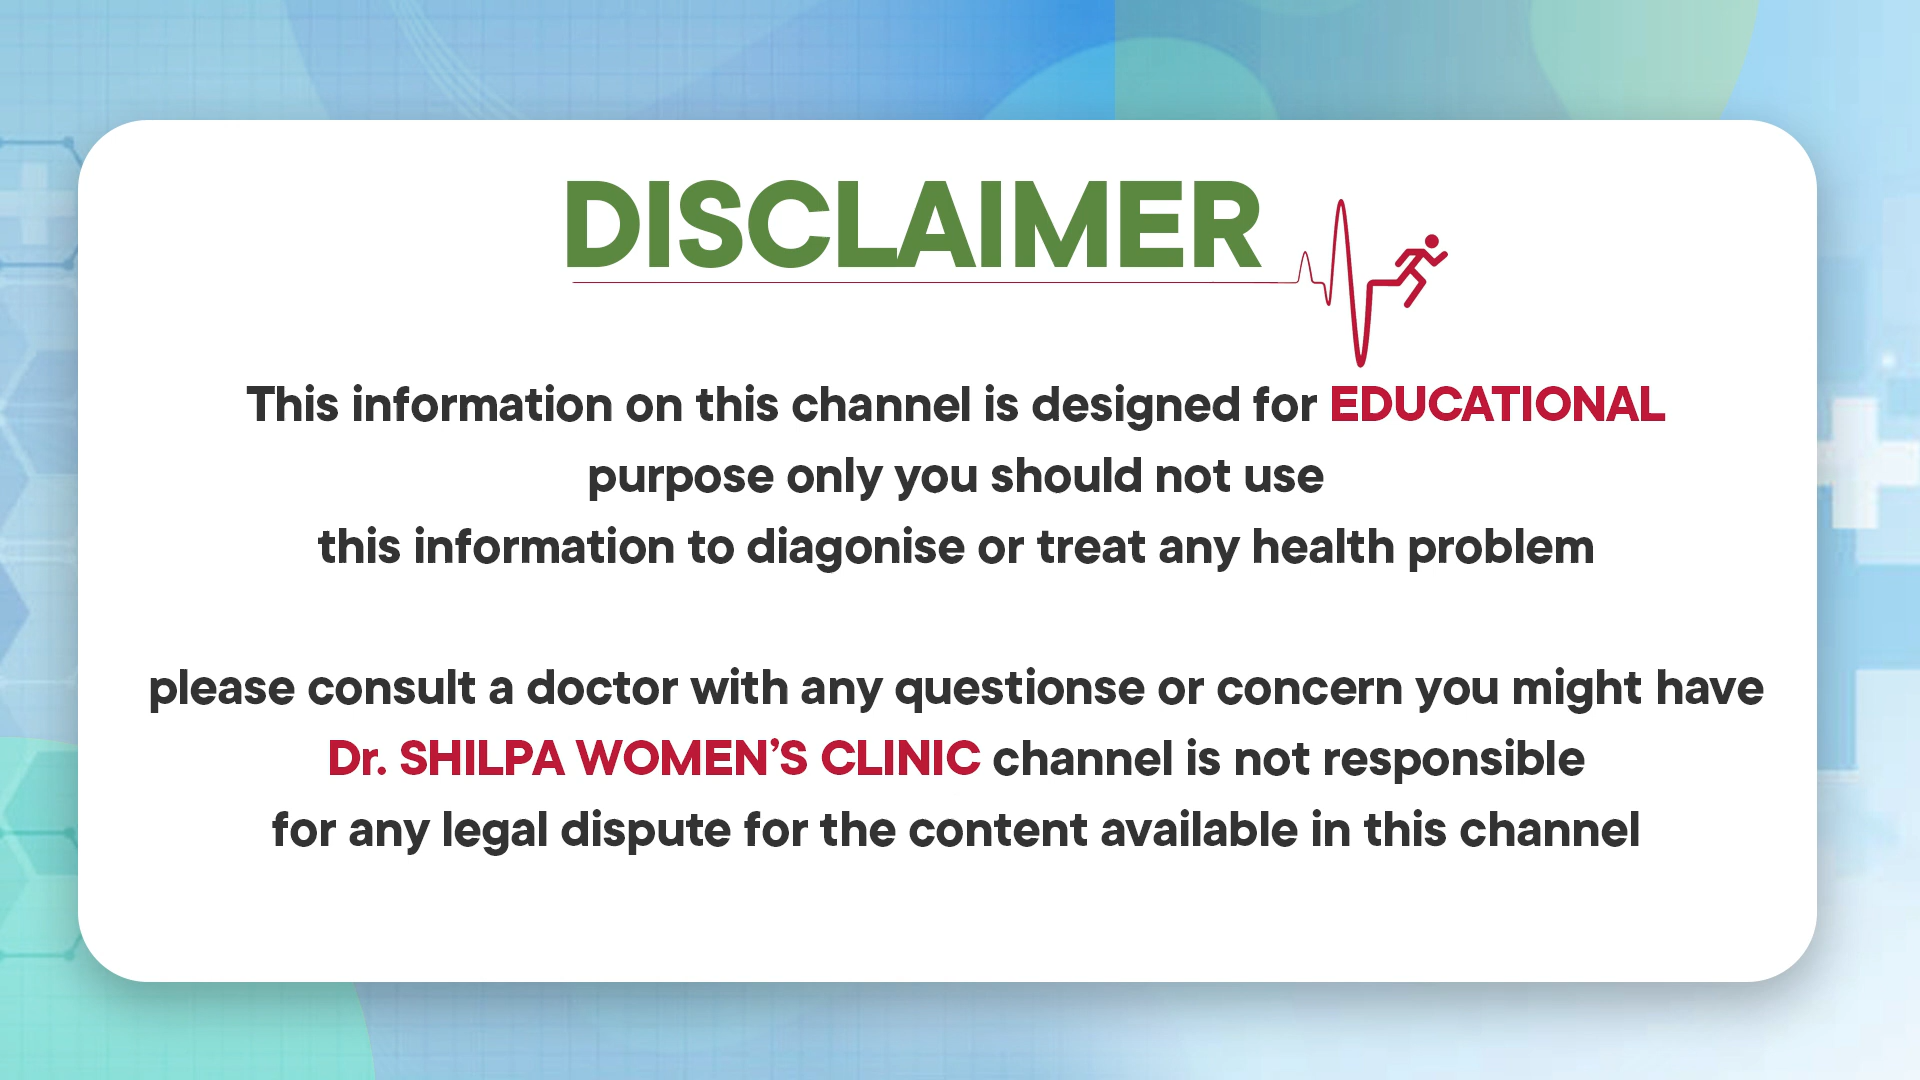 DISCLAIMER
This information on this channel is designed for EDUCATIONAL
purpose only you should not use
this information to diagonise or treat any health problem
please consult a doctor with any questionse or concern you might have
Dr. SHILPA WOMEN’S CLINIC channel is not responsible
for any legal dispute for the content available in this channel